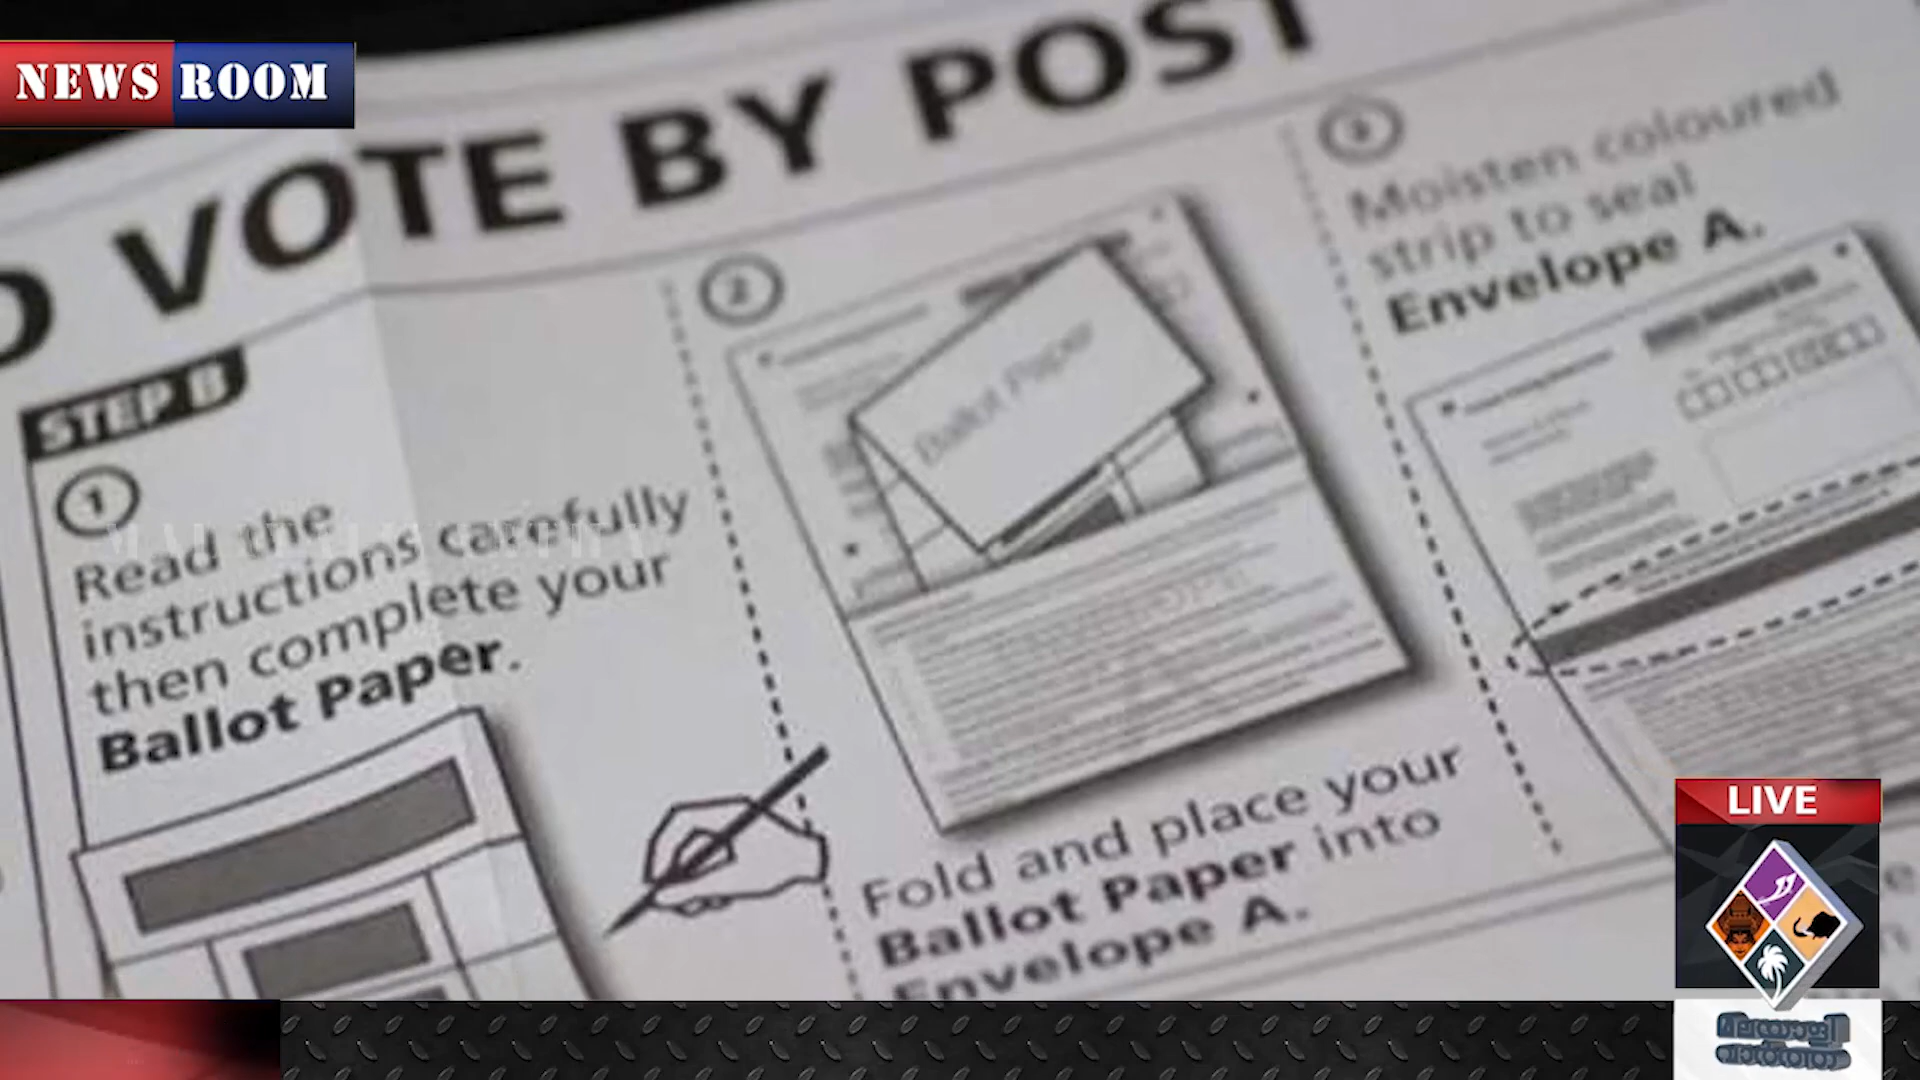 NEWS ROOM
VOTE BY POST
STEP B
1
Read the
instructions carefully
then complete your
Ballot Paper.
2
Ballot Paper
Fold and place your
Ballot Paper into
Envelope A.
3
Moisten coloured
strip to seal
Envelope A.
LIVE